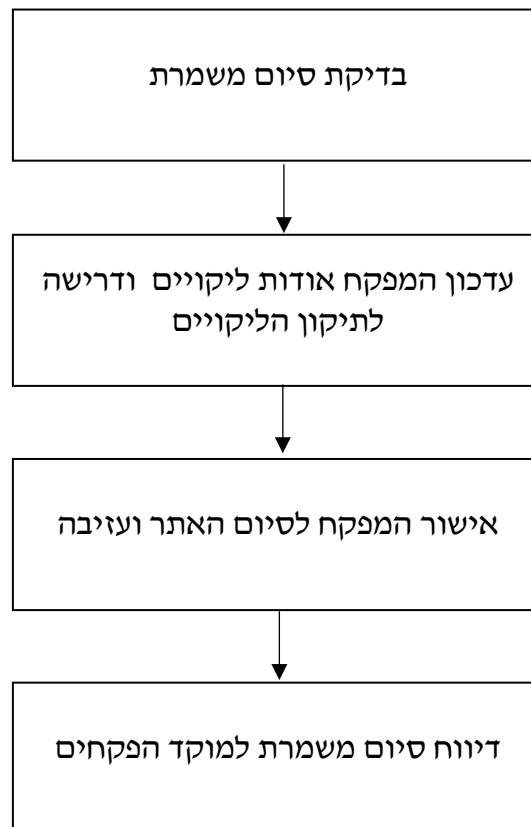 בדיקת סיום משמרת
עדכון המפקח אודות ליקויים ודרישה
לתיקון הליקויים
אישור המפקח לסיום האתר ועזיבה
דיווח סיום משמרת למוקד הפקחים